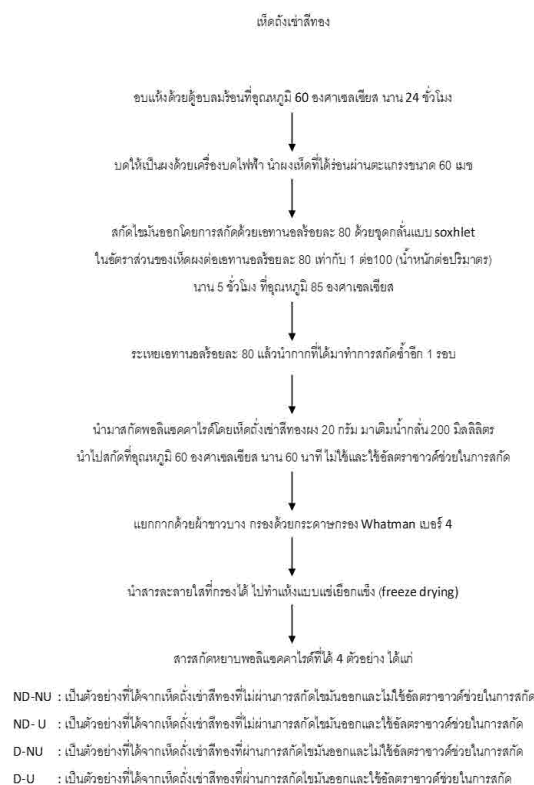 เห็ดถั่งเช่าสีทอง
อบแห้งด้วยตู้อบลมร้อนที่อุณหภูมิ 60 องศาเซลเซียส นาน 24 ชั่วโมง
บดให้เป็นผงด้วยเครื่องบดไฟฟ้า นำผงเห็ดที่ได้ร่อนผ่านตะแกรงขนาด 60 เมช
สกัดไขมันออกโดยการสกัดด้วยเอทานอลร้อยละ 80 ด้วยชุดกลั่นแบบ soxhlet
ในอัตราส่วนของเห็ดผงต่อเอทานอลร้อยละ 80 เท่ากับ 1 ต่อ100 (น้ำหนักต่อปริมาตร)
นาน 5 ชั่วโมง ที่อุณหภูมิ 85 องศาเซลเซียส
ระเหยเอทานอลร้อยละ 80 แล้วนำกากที่ได้มาทำการสกัดซ้ำอีก 1 รอบ
นำมาสกัดพอลิแซคคาไรด์โดยเห็ดถั่งเช่าสีทองผง 20 กรัม มาเติมน้ำกลั่น 200 มิลลิลิตร
นำไปสกัดที่อุณหภูมิ 60 องศาเซลเซียส นาน 60 นาที ไม่ใช้และใช้อัลตราซาวด์ช่วยในการสกัด
แยกกากด้วยผ้าขาวบาง กรองด้วยกระดาษกรอง Whatman เบอร์ 4
นำสารละลายใสที่กรองได้ ไปทำแห้งแบบแช่เยือกแข็ง (freeze drying)
สารสกัดหยาบพอลิแซคคาไรด์ที่ได้ 4 ตัวอย่าง ได้แก่
ND-NU : เป็นตัวอย่างที่ได้จากเห็ดถั่งเช่าสีทองที่ไม่ผ่านการสกัดไขมันออกและไม่ใช้อัลตราซาวด์ช่วยในการสกัด
ND- U : เป็นตัวอย่างที่ได้จากเห็ดถั่งเช่าสีทองที่ไม่ผ่านการสกัดไขมันออกและใช้อัลตราซาวด์ช่วยในการสกัด
D-NU : เป็นตัวอย่างที่ได้จากเห็ดถั่งเช่าสีทองที่ผ่านการสกัดไขมันออกและไม่ใช้อัลตราซาวด์ช่วยในการสกัด
D-U : เป็นตัวอย่างที่ได้จากเห็ดถั่งเช่าสีทองที่ผ่านการสกัดไขมันออกและใช้อัลตราซาวด์ช่วยในการสกัด